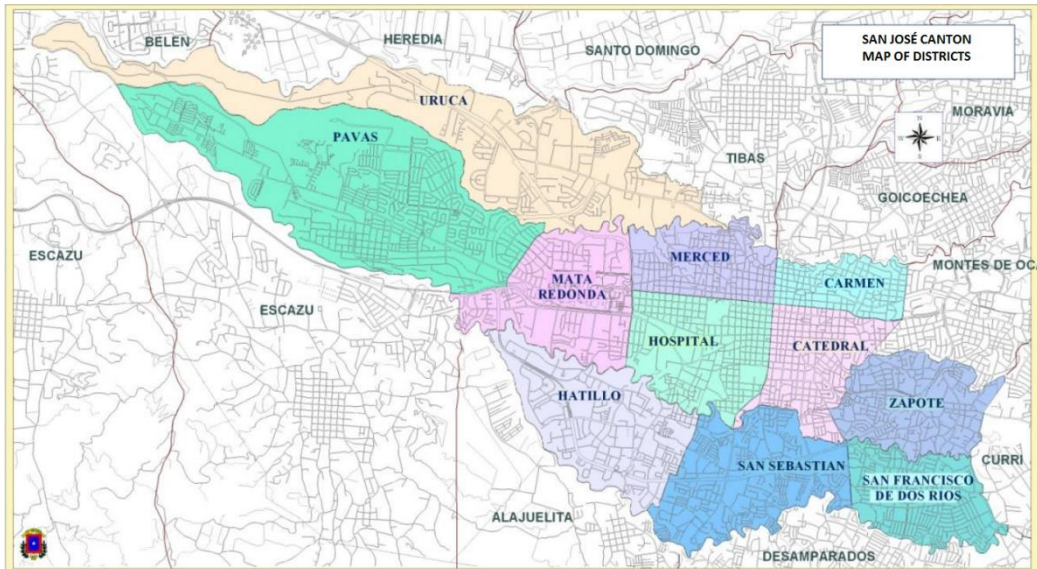 SAN JOSÉ CANTON
MAP OF DISTRICTS
BELEN
HEREDIA
SANTO DOMINGO
MORAVIA
N
W E
S
URUCA
PAVAS
TIBAS
GOICOECHEA
ESCAZU
MERCED
MONTES DE OCA
MATA
REDONDA
CARMEN
ESCAZU
HOSPITAL
CATEDRAL
HATILLO
ZAPOTE
CURRI
SAN SEBASTIAN
SAN FRANCISCO
DE DOS RIOS
ALAJUELITA
DESAMPARADOS